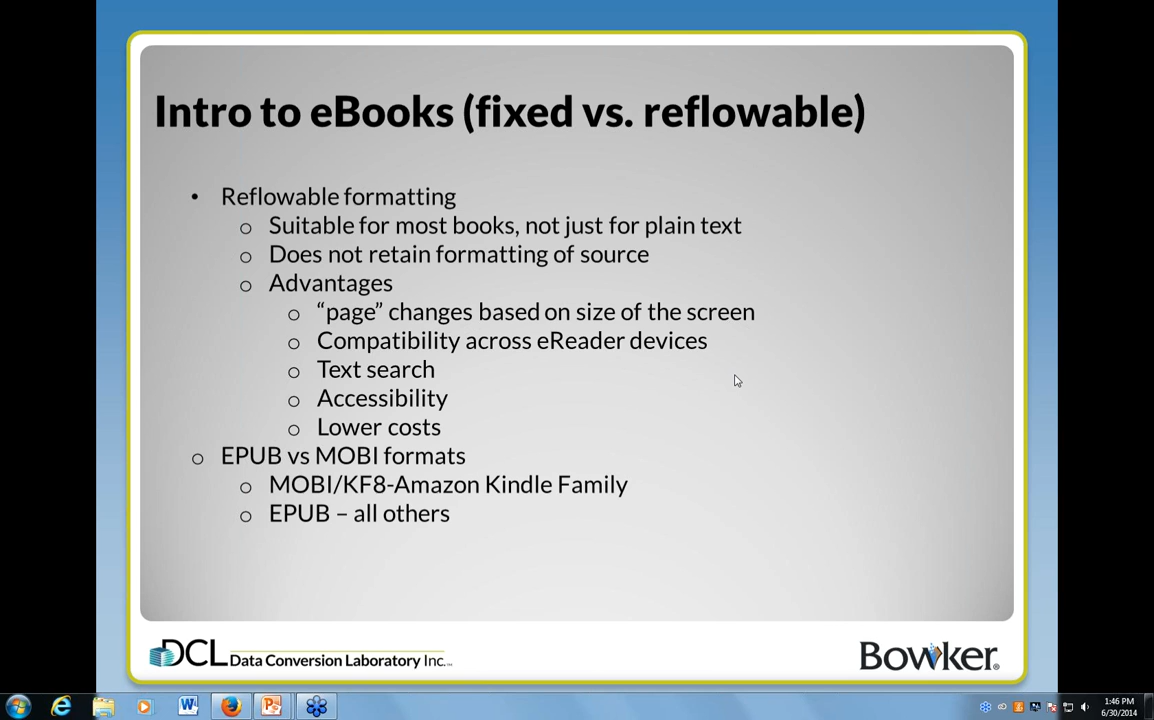 Intro to eBooks (fixed vs. reflowable)
• Reflowable formatting
o Suitable for most books, not just for plain text
o Does not retain formatting of source
o Advantages
o “page” changes based on size of the screen
o Compatibility across eReader devices
o Text search
o Accessibility
o Lower costs
o EPUB vs MOBI formats
o MOBI/KF8-Amazon Kindle Family
o EPUB – all others
DCL Data Conversion Laboratory Inc.
Bowker
1:46 PM
6/30/2014